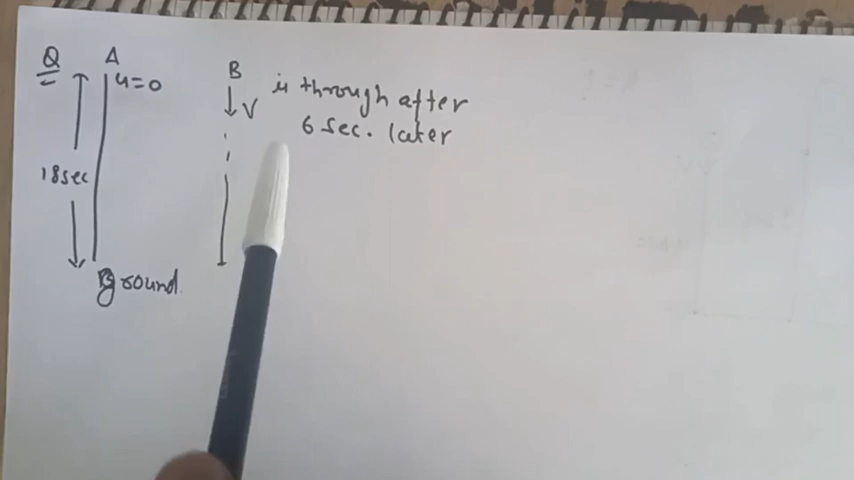 Q A
u=0
B
V
is through after
6 sec. later
18sec
ground.